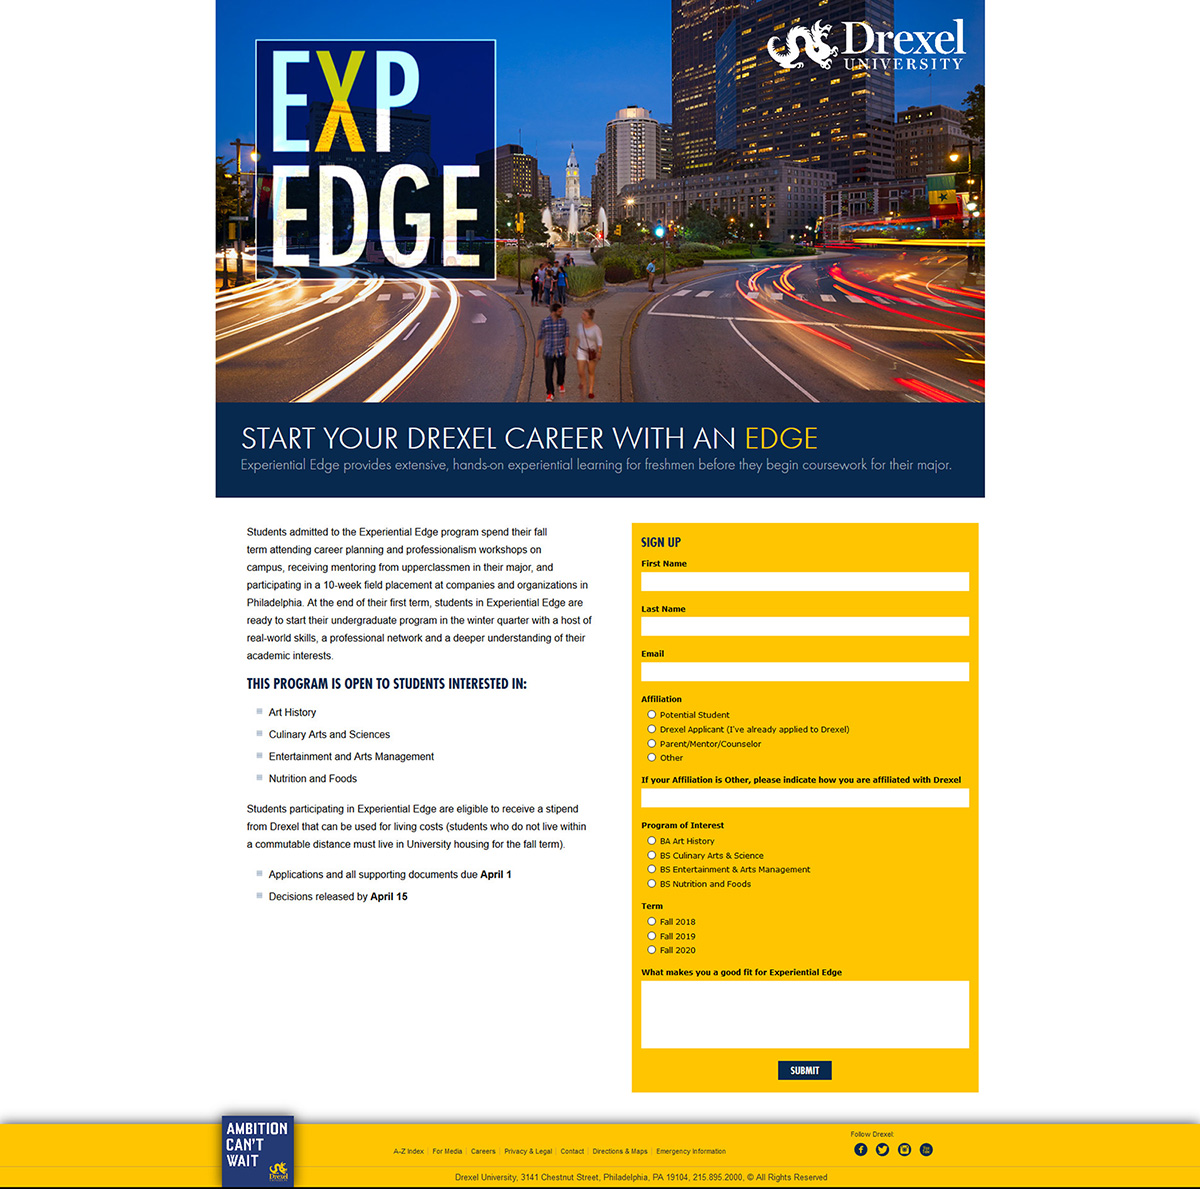 EXP
EDGE
Drexel
UNIVERSITY
START YOUR DREXEL CAREER WITH AN EDGE
Experiential Edge provides extensive, hands-on experiential learning for freshmen before they begin coursework for their major.
Students admitted to the Experiential Edge program spend their fall
term attending career planning and professionalism workshops on
campus, receiving mentoring from upperclassmen in their major, and
participating in a 10-week field placement at companies and organizations in
Philadelphia. At the end of their first term, students in Experiential Edge are
ready to start their undergraduate program in the winter quarter with a host of
real-world skills, a professional network and a deeper understanding of their
academic interests.
THIS PROGRAM IS OPEN TO STUDENTS INTERESTED IN:
Art History
Culinary Arts and Sciences
Entertainment and Arts Management
Nutrition and Foods
Students participating in Experiential Edge are eligible to receive a stipend
from Drexel that can be used for living costs (students who do not live within
a commutable distance must live in University housing for the fall term).
Applications and all supporting documents due April 1
Decisions released by April 15
SIGN UP
First Name
Last Name
Email
Affiliation
Potential Student
Drexel Applicant (I've already applied to Drexel)
Parent/Mentor/Counselor
Other
If your Affiliation is Other, please indicate how you are affiliated with Drexel
Program of Interest
BA Art History
BS Culinary Arts & Science
BS Entertainment & Arts Management
BS Nutrition and Foods
Term
Fall 2018
Fall 2019
Fall 2020
What makes you a good fit for Experiential Edge
SUBMIT
AMBITION
CAN'T
WAIT
Drexel
A–Z Index | For Media | Careers | Privacy & Legal | Contact | Directions & Maps | Emergency Information
Follow Drexel:
Drexel University, 3141 Chestnut Street, Philadelphia, PA 19104, 215.895.2000, © All Rights Reserved